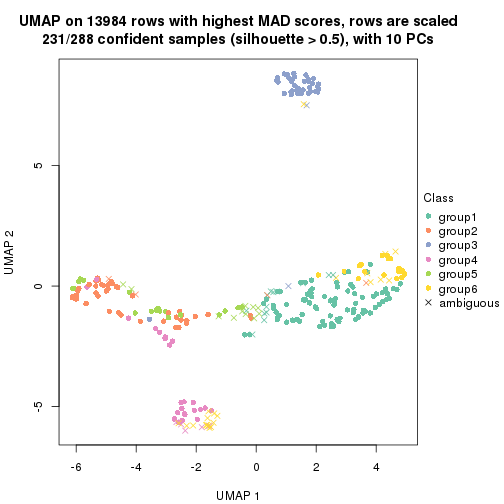 UMAP on 13984 rows with highest MAD scores, rows are scaled
231/288 confident samples (silhouette > 0.5), with 10 PCs
5
0
-5
UMAP 2
-6
-4
-2
0
2
4
UMAP 1
Class
group1
group2
group3
group4
group5
group6
ambiguous